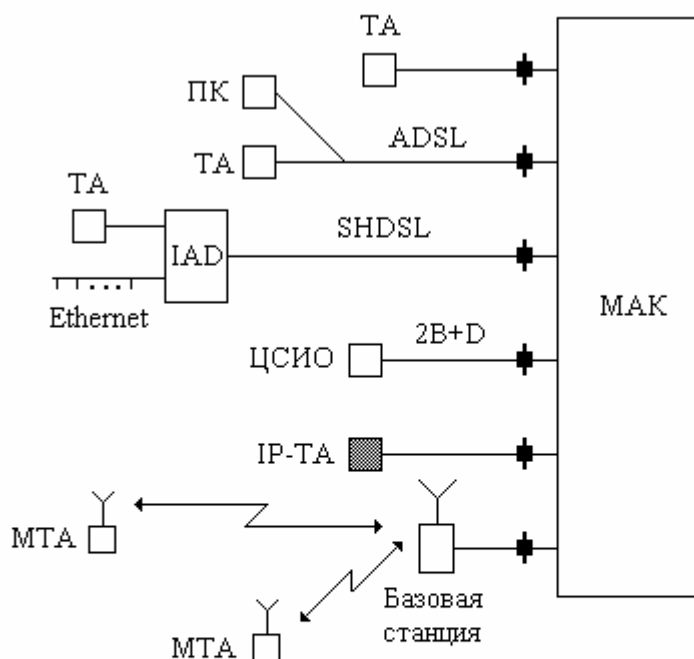 ТА
ПК
ADSL
ТА
ТА
SHDSL
IAD
Ethernet
МАК
2B+D
ЦСИО
IP-ТА
МТА
Базовая
станция
МТА